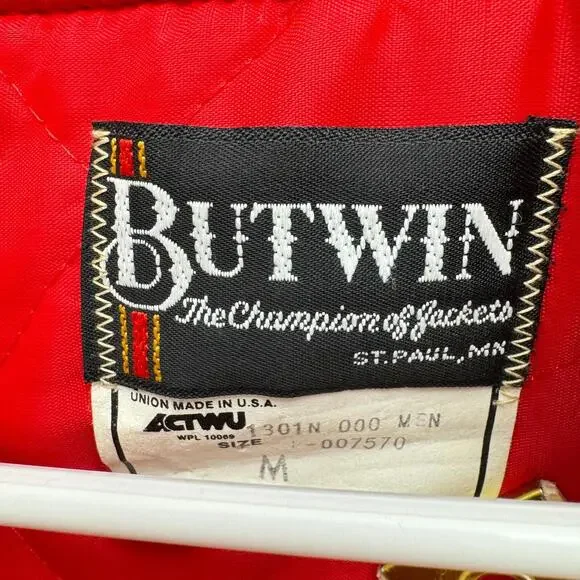 BUTWIN
The Champion of Jackets
ST. PAUL, MN
UNION MADE IN U.S.A.
ACTWU 1301N 000 MEN
WPL 10069
SIZE -007570
M